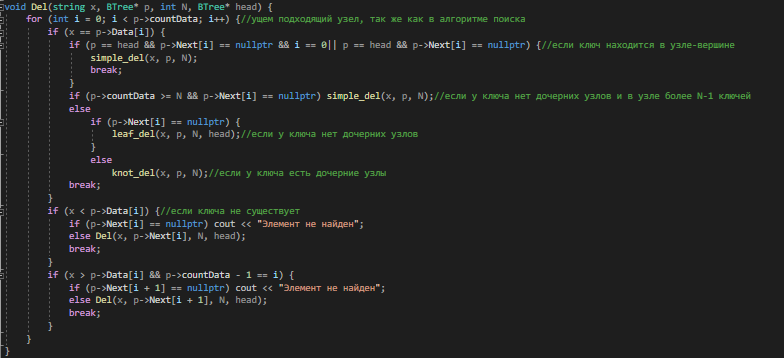 void Del(string x, BTree* p, int N, BTree* head) {
for (int i = 0; i < p->countData; i++) {//ущем подходящий узел, так же как в алгоритме поиска
if (x == p->Data[i]) {
if (p == head && p->Next[i] == nullptr && i == 0|| p == head && p->Next[i] == nullptr) {//если ключ находится в узле-вершине
simple_del(x, p, N);
break;
}
if (p->countData >= N && p->Next[i] == nullptr) simple_del(x, p, N);//если у ключа нет дочерних узлов и в узле более N-1 ключей
else
if (p->Next[i] == nullptr) {
leaf_del(x, p, N, head);//если у ключа нет дочерних узлов
}
else
knot_del(x, p, N);//если у ключа есть дочерние узлы
break;
}
if (x < p->Data[i]) {//если ключа не существует
if (p->Next[i] == nullptr) cout << "Элемент не найден";
else Del(x, p->Next[i], N, head);
break;
}
if (x > p->Data[i] && p->countData - 1 == i) {
if (p->Next[i + 1] == nullptr) cout << "Элемент не найден";
else Del(x, p->Next[i + 1], N, head);
break;
}
}
}